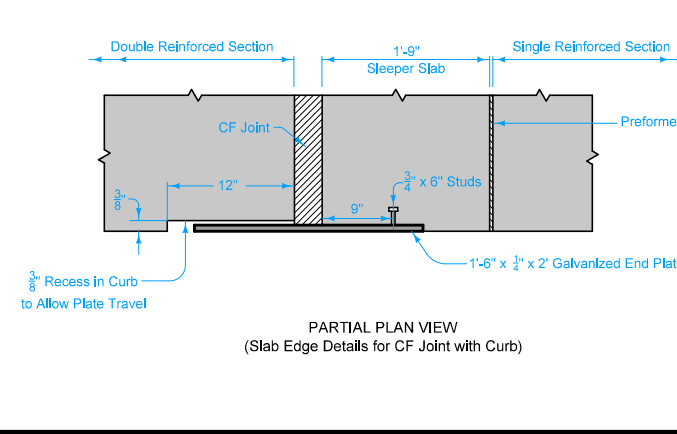 Double Reinforced Section
1'-9"
Single Reinforced Section
Sleeper Slab
CF Joint
Preforme
12"
3/4" x 6" Studs
3/8"
9"
1'-6" x 1/4" x 2' Galvanized End Plat
3/8" Recess in Curb
to Allow Plate Travel
PARTIAL PLAN VIEW
(Slab Edge Details for CF Joint with Curb)